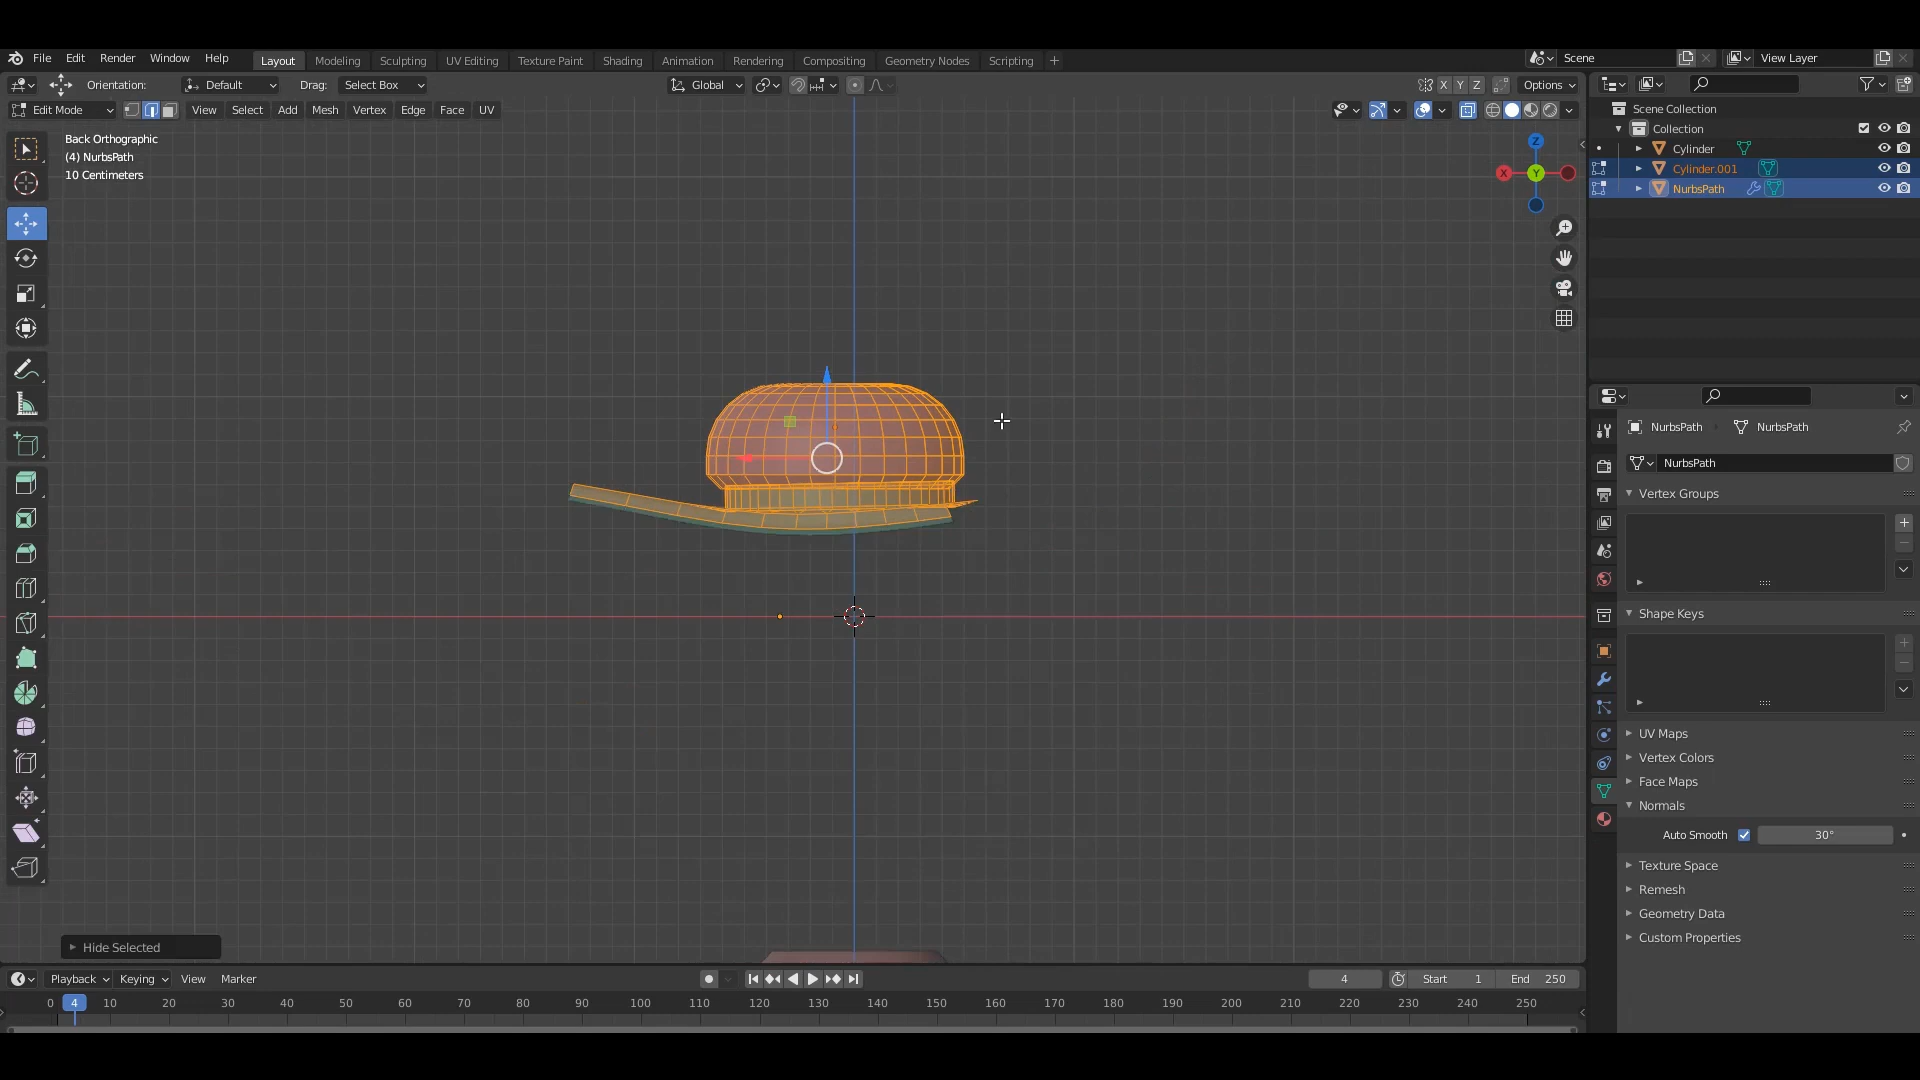 File Edit Render Window Help Layout Modeling Sculpting UV Editing Texture Paint Shading Animation Rendering Compositing Geometry Nodes Scripting + Scene View Layer
Orientation: Default Drag: Select Box Global X Y Z Options
Edit Mode View Select Add Mesh Vertex Edge Face UV
Scene Collection
Collection
Cylinder
Cylinder.001
NurbsPath
Back Orthographic
(4) NurbsPath
10 Centimeters
Z
X Y
NurbsPath NurbsPath
NurbsPath
Vertex Groups
Shape Keys
UV Maps
Vertex Colors
Face Maps
Normals
Auto Smooth 30°
Texture Space
Remesh
Geometry Data
Custom Properties
Hide Selected
Playback Keying View Marker 4 Start 1 End 250
0 4 10 20 30 40 50 60 70 80 90 100 110 120 130 140 150 160 170 180 190 200 210 220 230 240 250